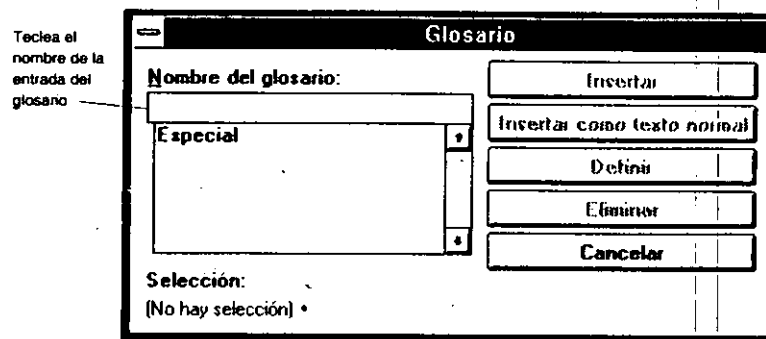 Teclea el
nombre de la
entrada del
glosario
Glosario
Nombre del glosario:
Especial
Selección:
(No hay selección)
Insertar
Insertar como texto normal
Definir
Eliminar
Cancelar